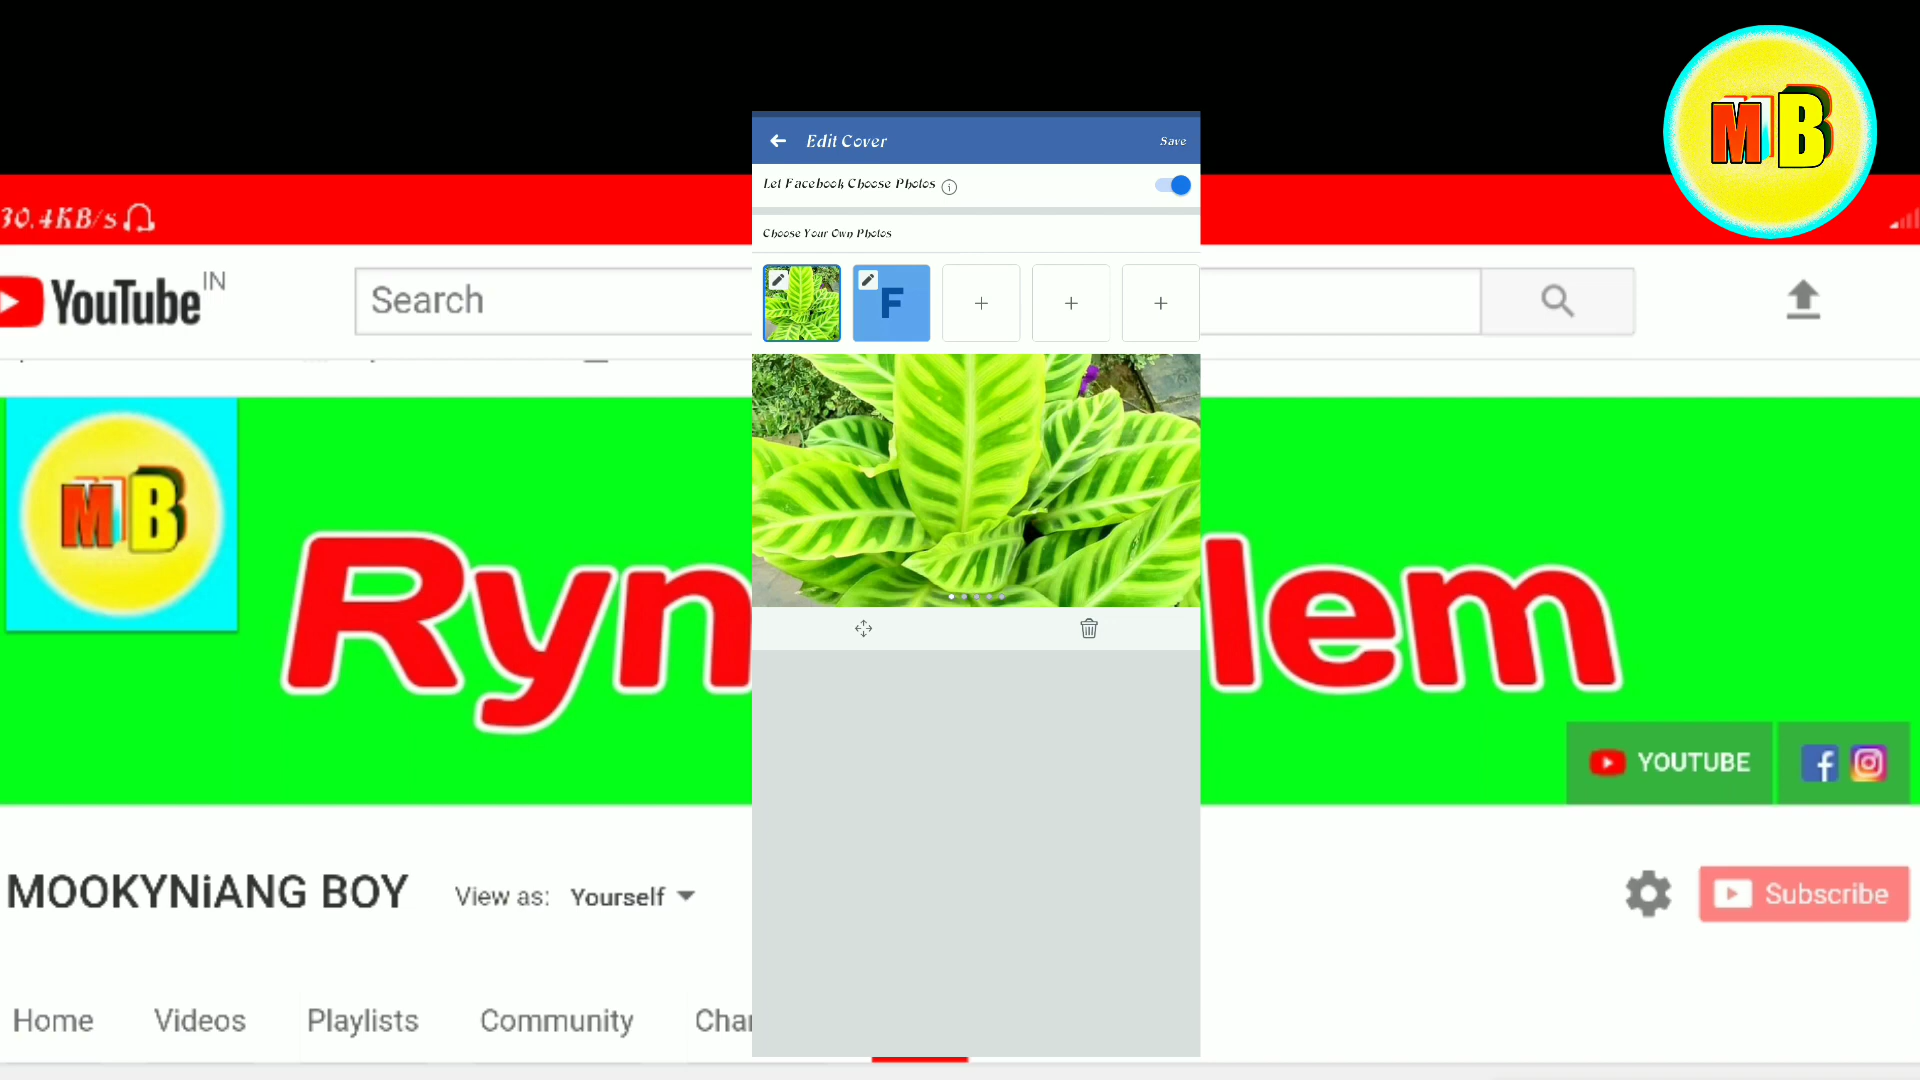 MB
Edit Cover
Save
30.4KB/s
Let Facebook Choose Photos
Choose Your Own Photos
YouTube IN
Search
F
MB
Ryn
lem
YOUTUBE
MOOKYNiANG BOY
View as: Yourself
Subscribe
Home
Videos
Playlists
Community